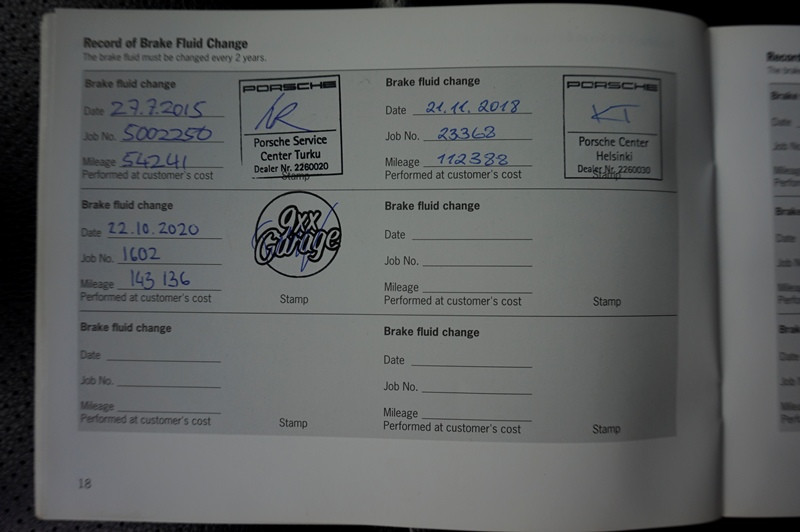 Record of Brake Fluid Change
The brake fluid must be changed every 2 years.
Brake fluid change
Date 27.7.2015
Job No. 5002250
Mileage 54241
Performed at customer's cost
PORSCHE
Porsche Service
Center Turku
Dealer Nr. 2260020
Stamp
Brake fluid change
Date 21.11.2018
Job No. 23368
Mileage 112388
Performed at customer's cost
PORSCHE
KT
Porsche Center
Helsinki
Dealer Nr. 2260030
Stamp
Brake fluid change
Date 22.10.2020
Job No. 1602
Mileage 143 136
Performed at customer's cost
9xx
Garage
Stamp
Brake fluid change
Date
Job No.
Mileage
Performed at customer's cost
Stamp
Brake fluid change
Date
Job No.
Mileage
Performed at customer's cost
Stamp
Brake fluid change
Date
Job No.
Mileage
Performed at customer's cost
Stamp
18